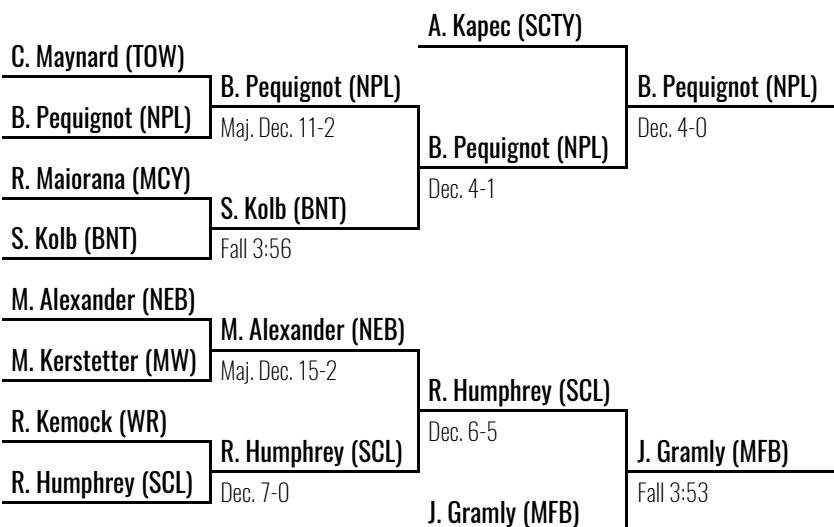 A. Kapec (SCTY)
C. Maynard (TOW)
B. Pequignot (NPL)
B. Pequignot (NPL)
B. Pequignot (NPL)
Maj. Dec. 11-2
Dec. 4-0
B. Pequignot (NPL)
R. Maiorana (MCY)
Dec. 4-1
S. Kolb (BNT)
S. Kolb (BNT)
Fall 3:56
M. Alexander (NEB)
M. Alexander (NEB)
M. Kerstetter (MW)
Maj. Dec. 15-2
R. Humphrey (SCL)
R. Kemock (WR)
Dec. 6-5
R. Humphrey (SCL)
J. Gramly (MFB)
R. Humphrey (SCL)
Dec. 7-0
Fall 3:53
J. Gramly (MFB)